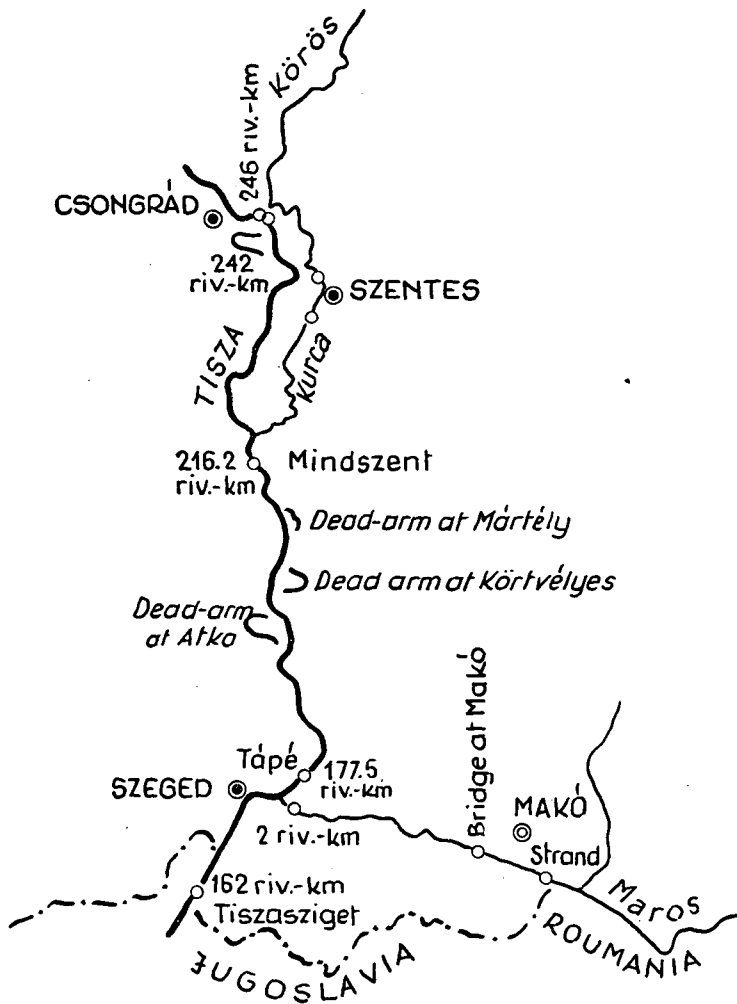 Körös
246 riv.-km
CSONGRÁD
242
riv.-km
SZENTES
TISZA
Kurca
216.2
riv.-km
Mindszent
Dead-arm at Mártély
Dead arm at Körtvélyes
Dead-arm
at Atka
Bridge at Makó
Tápé
177.5
riv.-km
SZEGED
MAKÓ
2 riv.-km
Strand
Maros
162 riv.-km
Tiszasziget
ROUMANIA
JUGOSLÁVIA